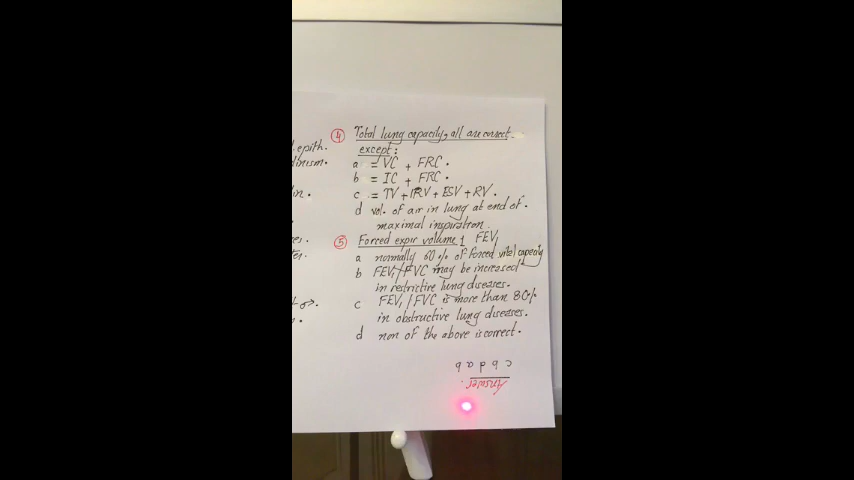 epith.
dinism.
in.
④ Total lung capacity, all are correct
except:
a = VC + FRC.
b = IC + FRC.
c = TV + IRV + ESV + RV.
d vol. of air in lung at end of.
maximal inspiration.
⑤ Forced expir volume 1 FEV1
a normally 60% of forced vital capacity
b FEV1/FVC may be increased
in restrictive lung diseases.
c FEV1/FVC is more than 80%
in obstructive lung diseases.
d non of the above is correct.
Answer
c b d a b